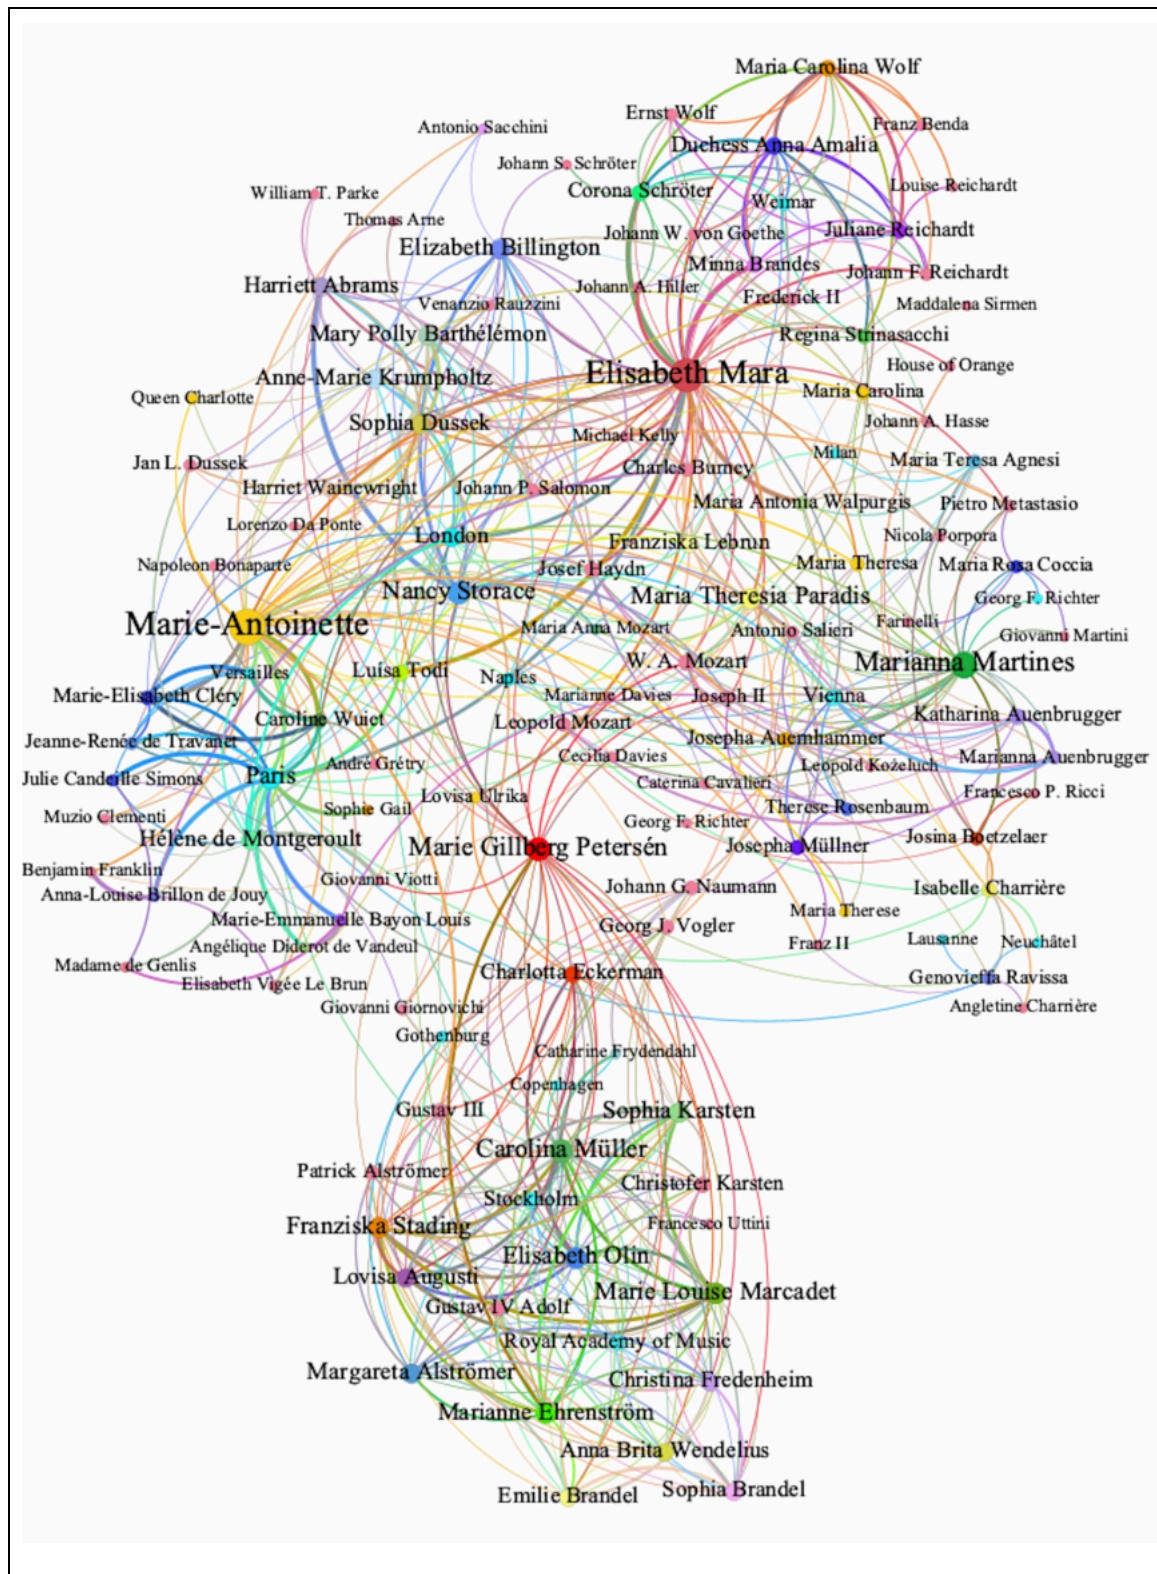 Maria Carolina Wolf
Ernst Wolf
Franz Benda
Antonio Sacchini
Duchess Anna Amalia
Johann S. Schröter
Louise Reichardt
William T. Parke
Corona Schröter
Weimar
Thomas Arne
Johann W. von Goethe
Juliane Reichardt
Elizabeth Billington
Minna Brandes
Johann F. Reichardt
Harriett Abrams
Johann A. Hiller
Frederick II
Venanzio Rauzzini
Maddalena Sirmen
Mary Polly Barthélémon
Regina Strinasacchi
House of Orange
Elisabeth Mara
Anne-Marie Krumpholtz
Maria Carolina
Queen Charlotte
Sophia Dussek
Johann A. Hasse
Michael Kelly
Milan
Jan L. Dussek
Charles Burney
Maria Teresa Agnesi
Harriet Wainewright
Johann P. Salomon
Maria Antonia Walpurgis
Pietro Metastasio
Lorenzo Da Ponte
London
Franziska Lebrun
Nicola Porpora
Napoleon Bonaparte
Josef Haydn
Maria Theresa
Maria Rosa Coccia
Nancy Storace
Maria Theresia Paradis
Georg F. Richter
Marie-Antoinette
Maria Anna Mozart
Antonio Salieri
Farinelli
Giovanni Martini
Versailles
Luísa Todi
Naples
W. A. Mozart
Marianna Martines
Marie-Elisabeth Cléry
Marianne Davies
Joseph II
Vienna
Caroline Wuiet
Leopold Mozart
Katharina Auenbrugger
Jeanne-Renée de Travanet
Josepha Auernhammer
Cecilia Davies
Marianna Auenbrugger
André Grétry
Leopold Koželuch
Julie Candeille Simons
Paris
Caterina Cavalieri
Francesco P. Ricci
Lovisa Ulrika
Sophie Gail
Therese Rosenbaum
Muzio Clementi
Georg F. Richter
Hélène de Montgeroult
Marie Gillberg Petersén
Josepha Müllner
Josina Boetzelaer
Benjamin Franklin
Giovanni Viotti
Johann G. Naumann
Isabelle Charrière
Anna-Louise Brillon de Jouy
Maria Therese
Marie-Emmanuelle Bayon Louis
Georg J. Vogler
Franz II
Lausanne
Neuchâtel
Angélique Diderot de Vandeul
Madame de Genlis
Charlotta Eckerman
Genovieffa Ravissa
Elisabeth Vigée Le Brun
Giovanni Giornovichi
Angletine Charrière
Gothenburg
Catharine Frydendahl
Copenhagen
Gustav III
Sophia Karsten
Carolina Müller
Patrick Alströmer
Christofer Karsten
Stockholm
Franziska Stading
Francesco Uttini
Elisabeth Olin
Lovisa Augusti
Marie Louise Marcadet
Gustav IV Adolf
Royal Academy of Music
Margareta Alströmer
Christina Fredenheim
Marianne Ehrenström
Anna Brita Wendelius
Emilie Brandel
Sophia Brandel